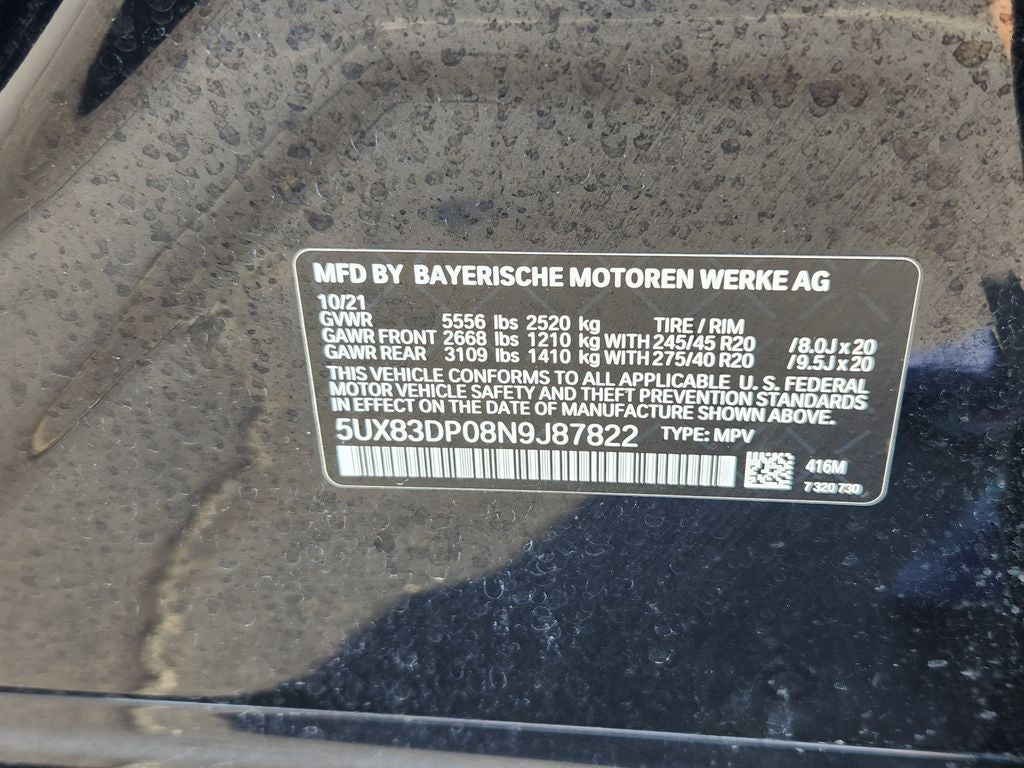 MFD BY BAYERISCHE MOTOREN WERKE AG
10/21
GVWR 5556 lbs 2520 kg TIRE / RIM
GAWR FRONT 2668 lbs 1210 kg WITH 245/45 R20 /8.0J x 20
GAWR REAR 3109 lbs 1410 kg WITH 275/40 R20 /9.5J x 20
THIS VEHICLE CONFORMS TO ALL APPLICABLE U. S. FEDERAL
MOTOR VEHICLE SAFETY AND THEFT PREVENTION STANDARDS
IN EFFECT ON THE DATE OF MANUFACTURE SHOWN ABOVE.
5UX83DP08N9J87822 TYPE: MPV
416M
7 320 730